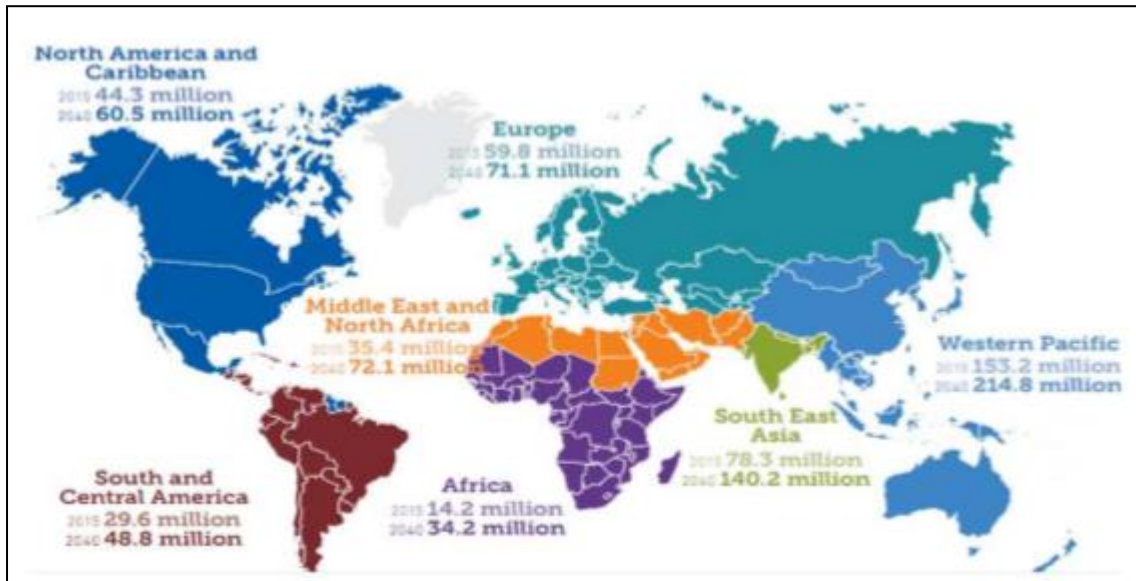 North America and
Caribbean
2015 44.3 million
2040 60.5 million
Europe
2015 59.8 million
2040 71.1 million
Middle East and
North Africa
2015 35.4 million
2040 72.1 million
Western Pacific
2015 153.2 million
2040 214.8 million
South East
Asia
2015 78.3 million
2040 140.2 million
South and
Central America
2015 29.6 million
2040 48.8 million
Africa
2015 14.2 million
2040 34.2 million